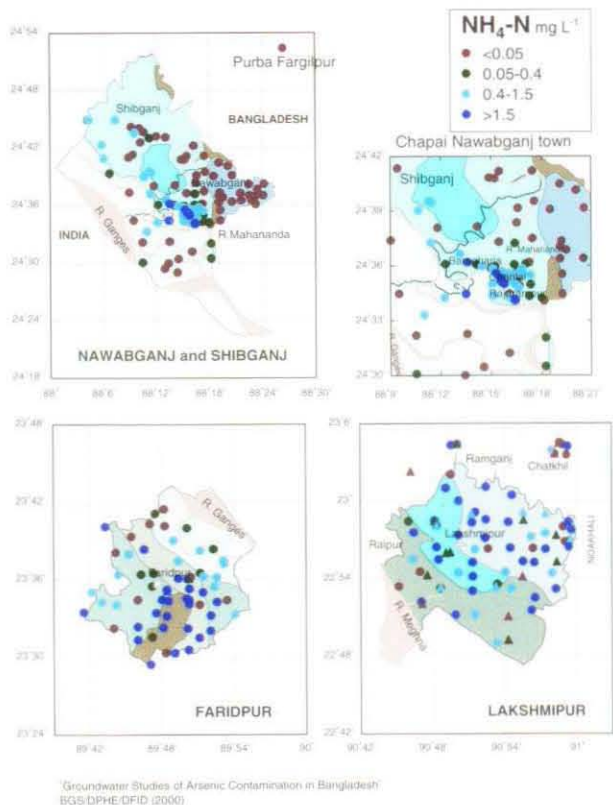 NH4-N mg L-1
<0.05
0.05-0.4
0.4-1.5
>1.5
24˚54
24˚48
24˚42
24˚36
24˚30
24˚24
24˚18
Purba Fargilpur
Shibganj
BANGLADESH
INDIA
R. Ganges
R.Mahananda
NAWABGANJ and SHIBGANJ
88˚
88˚6
88˚12
88˚18
88˚24
88˚30
Chapai Nawabganj town
24˚42
24˚39
24˚36
24˚33
24˚30
Shibganj
R. Mahananda
R. Ganges
88˚9
88˚12
88˚15
88˚18
88˚21
23˚48
23˚42
23˚36
23˚30
23˚24
R. Ganges
Faridpur
FARIDPUR
89˚42
89˚48
89˚54
90˚
23˚6
23˚
22˚54
22˚48
22˚42
Ramganj
Chatkhil
Lakshmipur
Raipur
NOAKHALI
R. Meghna
LAKSHMIPUR
90˚42
90˚48
90˚54
91˚
'Groundwater Studies of Arsenic Contamination in Bangladesh'
BGS/DPHE/DFID (2000)